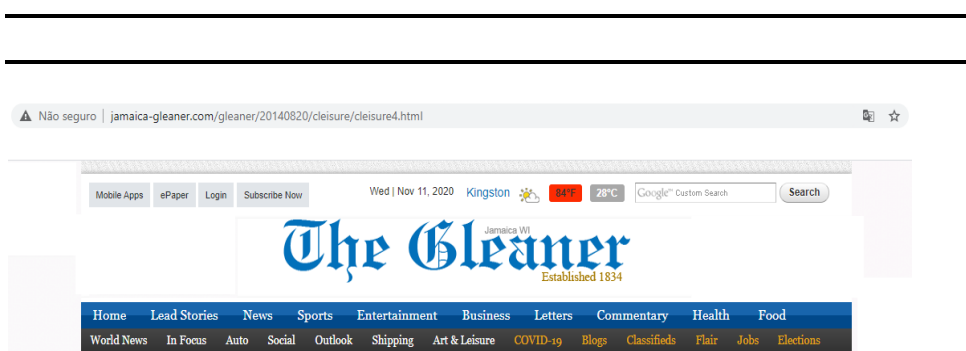 Não seguro | jamaica-gleaner.com/gleaner/20140820/cleisure/cleisure4.html
Mobile Apps ePaper Login Subscribe Now Wed | Nov 11, 2020 Kingston 84°F 28°C Google™ Custom Search Search
The Gleaner
Jamaica WI
Established 1834
Home Lead Stories News Sports Entertainment Business Letters Commentary Health Food
World News In Focus Auto Social Outlook Shipping Art & Leisure COVID-19 Blogs Classifieds Flair Jobs Elections